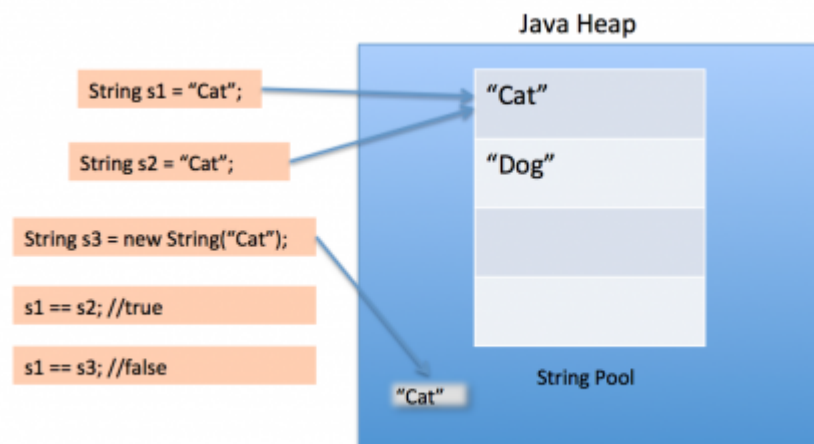 Java Heap
String s1 = “Cat”;
“Cat”
String s2 = “Cat”;
“Dog”
String s3 = new String(“Cat”);
s1 == s2; //true
s1 == s3; //false
String Pool
“Cat”